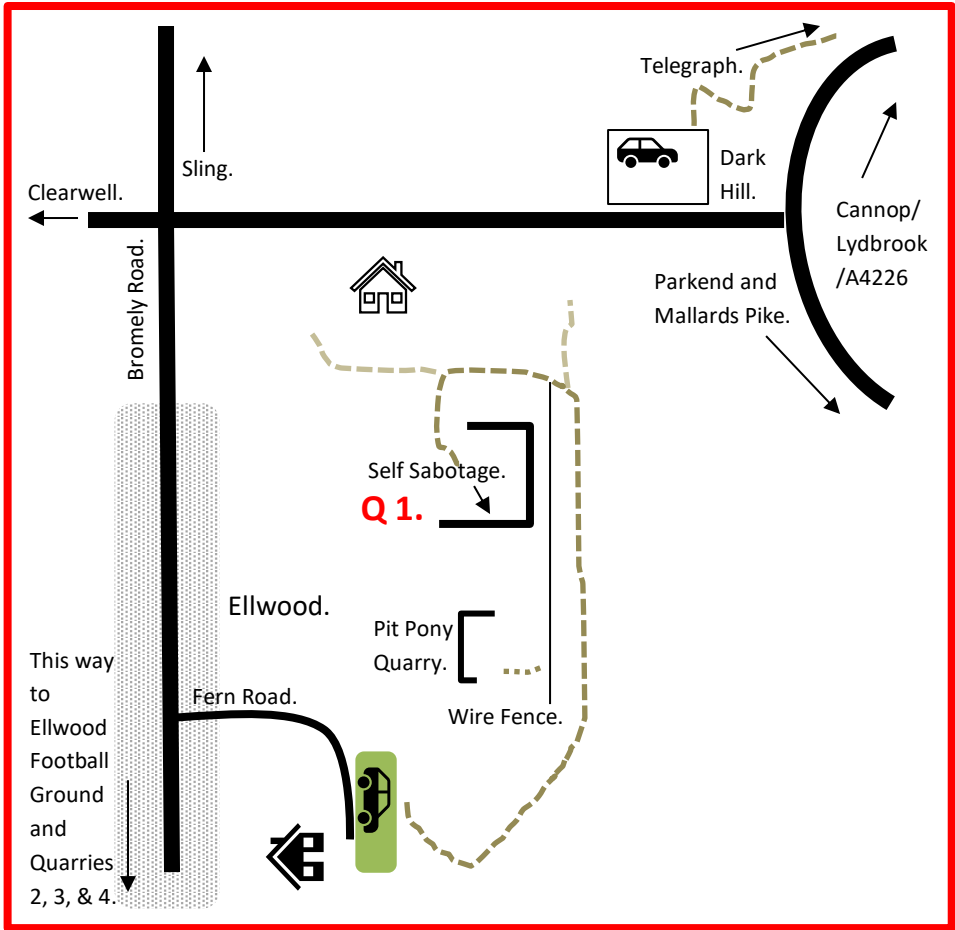 Telegraph.
Sling.
Dark
Hill.
Clearwell.
Cannop/
Lydbrook
/A4226
Bromely Road.
Parkend and
Mallards Pike.
Self Sabotage.
Q 1.
Ellwood.
Pit Pony
Quarry.
This way
to
Ellwood
Football
Ground
and
Quarries
2, 3, & 4.
Fern Road.
Wire Fence.